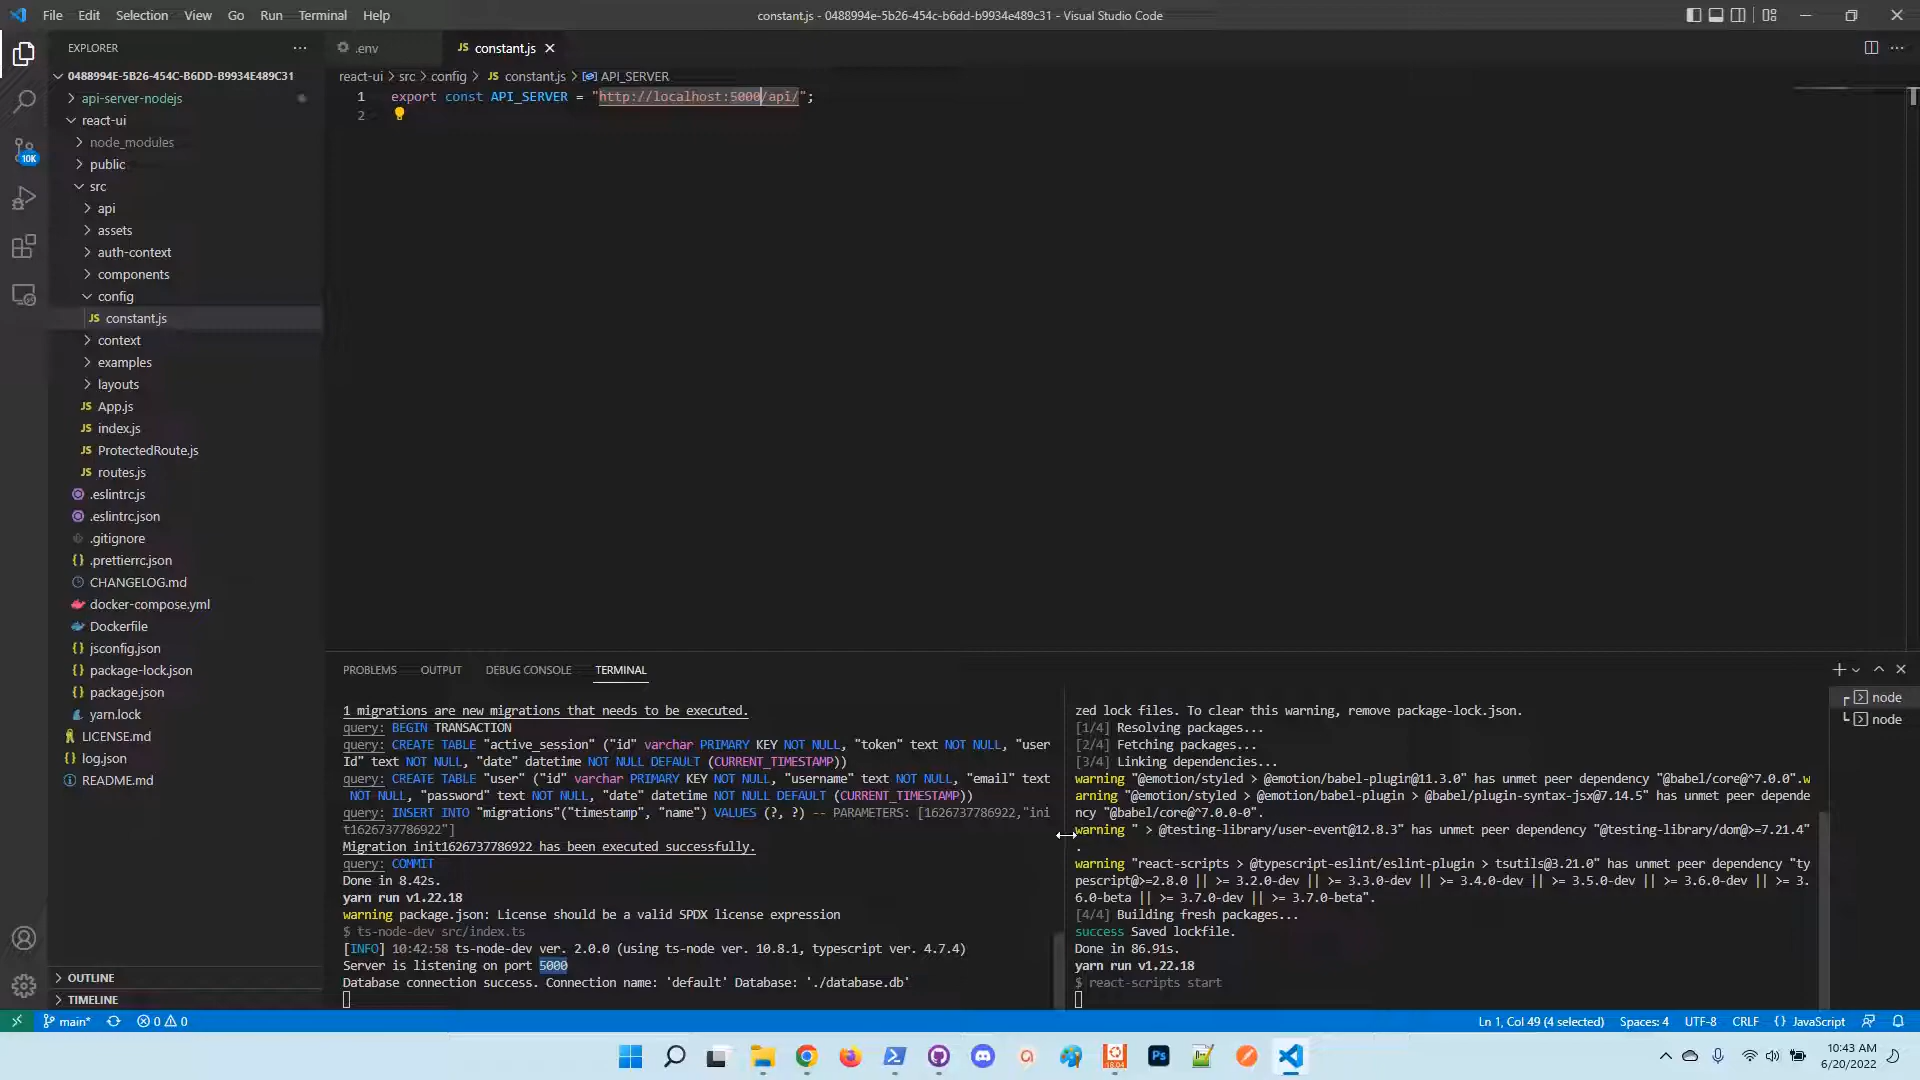 File Edit Selection View Go Run Terminal Help
constant.js - 0488994e-5b26-454c-b6dd-b9934e489c31 - Visual Studio Code
EXPLORER
0488994E-5B26-454C-B6DD-B9934E489C31
api-server-nodejs
react-ui
node_modules
public
src
api
assets
auth-context
components
config
JS constant.js
context
examples
layouts
JS App.js
JS index.js
JS ProtectedRoute.js
JS routes.js
.eslintrc.js
.eslintrc.json
.gitignore
{} .prettierrc.json
CHANGELOG.md
docker-compose.yml
Dockerfile
{} jsconfig.json
{} package-lock.json
{} package.json
yarn.lock
LICENSE.md
{} log.json
README.md
OUTLINE
TIMELINE
10K
.env
JS constant.js
react-ui > src > config > JS constant.js > API_SERVER
1 export const API_SERVER = "http://localhost:5000/api/";
2
PROBLEMS OUTPUT DEBUG CONSOLE TERMINAL
1 migrations are new migrations that needs to be executed.
query: BEGIN TRANSACTION
query: CREATE TABLE "active_session" ("id" varchar PRIMARY KEY NOT NULL, "token" text NOT NULL, "user
Id" text NOT NULL, "date" datetime NOT NULL DEFAULT (CURRENT_TIMESTAMP))
query: CREATE TABLE "user" ("id" varchar PRIMARY KEY NOT NULL, "username" text NOT NULL, "email" text
NOT NULL, "password" text NOT NULL, "date" datetime NOT NULL DEFAULT (CURRENT_TIMESTAMP))
query: INSERT INTO "migrations"("timestamp", "name") VALUES (?, ?) -- PARAMETERS: [1626737786922,"ini
t1626737786922"]
Migration init1626737786922 has been executed successfully.
query: COMMIT
Done in 8.42s.
yarn run v1.22.18
warning package.json: License should be a valid SPDX license expression
$ ts-node-dev src/index.ts
[INFO] 10:42:58 ts-node-dev ver. 2.0.0 (using ts-node ver. 10.8.1, typescript ver. 4.7.4)
Server is listening on port 5000
Database connection success. Connection name: 'default' Database: './database.db'
zed lock files. To clear this warning, remove package-lock.json.
[1/4] Resolving packages...
[2/4] Fetching packages...
[3/4] Linking dependencies...
warning "@emotion/styled > @emotion/babel-plugin@11.3.0" has unmet peer dependency "@babel/core@^7.0.0".w
arning "@emotion/styled > @emotion/babel-plugin > @babel/plugin-syntax-jsx@7.14.5" has unmet peer depende
ncy "@babel/core@^7.0.0-0".
warning " > @testing-library/user-event@12.8.3" has unmet peer dependency "@testing-library/dom@>=7.21.4"
.
warning "react-scripts > @typescript-eslint/eslint-plugin > tsutils@3.21.0" has unmet peer dependency "ty
pescript@>=2.8.0 || >= 3.2.0-dev || >= 3.3.0-dev || >= 3.4.0-dev || >= 3.5.0-dev || >= 3.6.0-dev || >= 3.
6.0-beta || >= 3.7.0-dev || >= 3.7.0-beta".
[4/4] Building fresh packages...
success Saved lockfile.
Done in 86.91s.
yarn run v1.22.18
$ react-scripts start
node
node
main* 0 0
Ln 1, Col 49 (4 selected) Spaces: 4 UTF-8 CRLF {} JavaScript
18.04
Ps
10:43 AM
6/20/2022